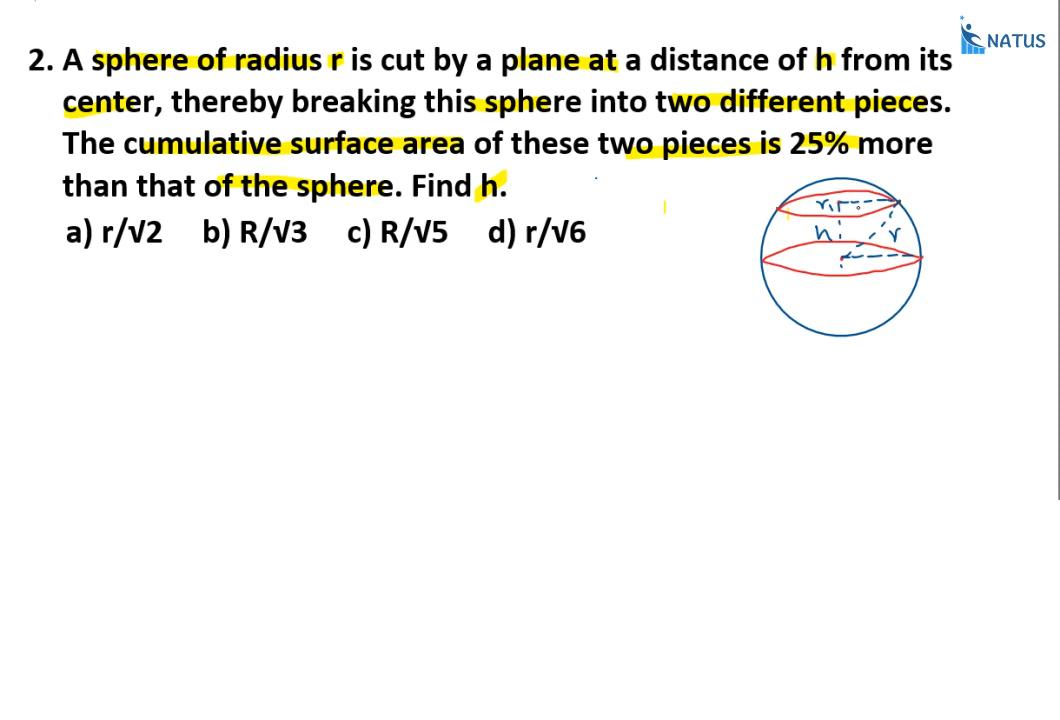 NATUS
2. A sphere of radius r is cut by a plane at a distance of h from its
center, thereby breaking this sphere into two different pieces.
The cumulative surface area of these two pieces is 25% more
than that of the sphere. Find h.
a) r/√2 b) R/√3 c) R/√5 d) r/√6
r₁
h
r